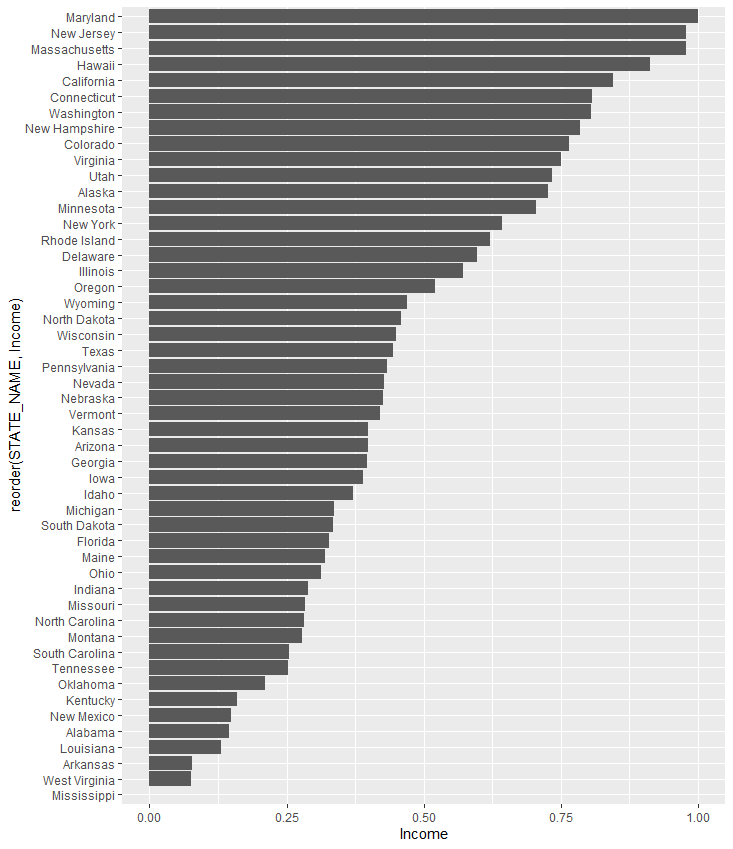 Maryland
New Jersey
Massachusetts
Hawaii
California
Connecticut
Washington
New Hampshire
Colorado
Virginia
Utah
Alaska
Minnesota
New York
Rhode Island
Delaware
Illinois
Oregon
Wyoming
North Dakota
Wisconsin
Texas
Pennsylvania
Nevada
Nebraska
Vermont
Kansas
Arizona
Georgia
Iowa
Idaho
Michigan
South Dakota
Florida
Maine
Ohio
Indiana
Missouri
North Carolina
Montana
South Carolina
Tennessee
Oklahoma
Kentucky
New Mexico
Alabama
Louisiana
Arkansas
West Virginia
Mississippi
reorder(STATE_NAME, Income)
0.00 0.25 0.50 0.75 1.00
Income